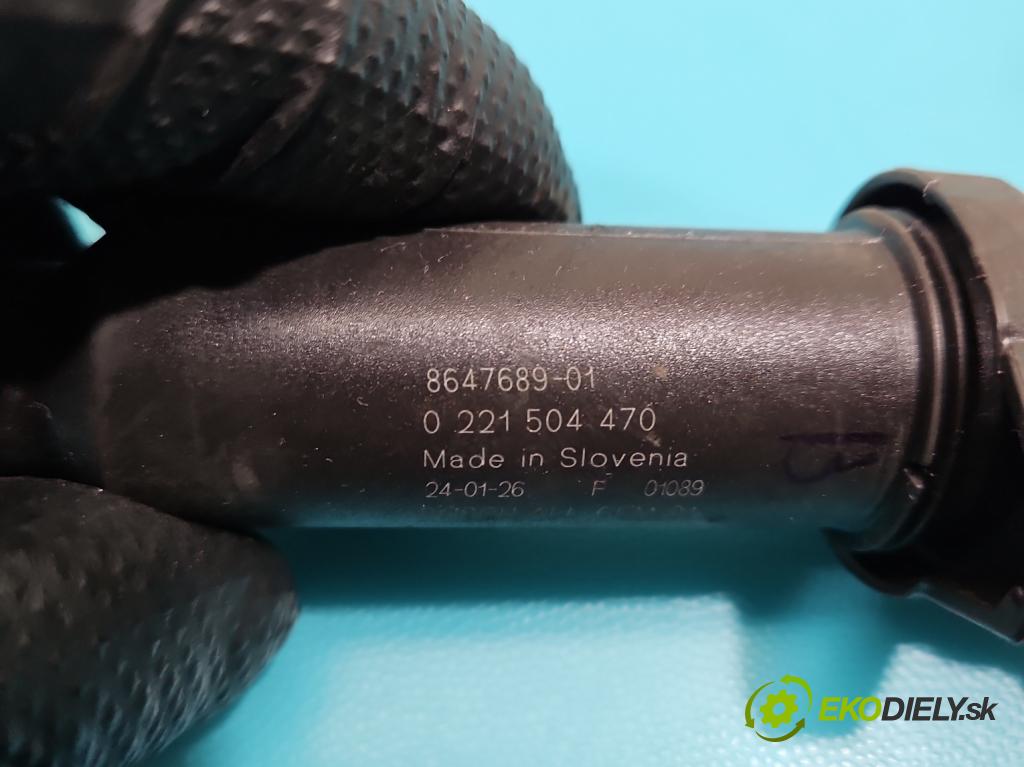 8647689-01
0 221 504 470
Made in Slovenia
24-01-26 F 01089
EKODIELY.sk